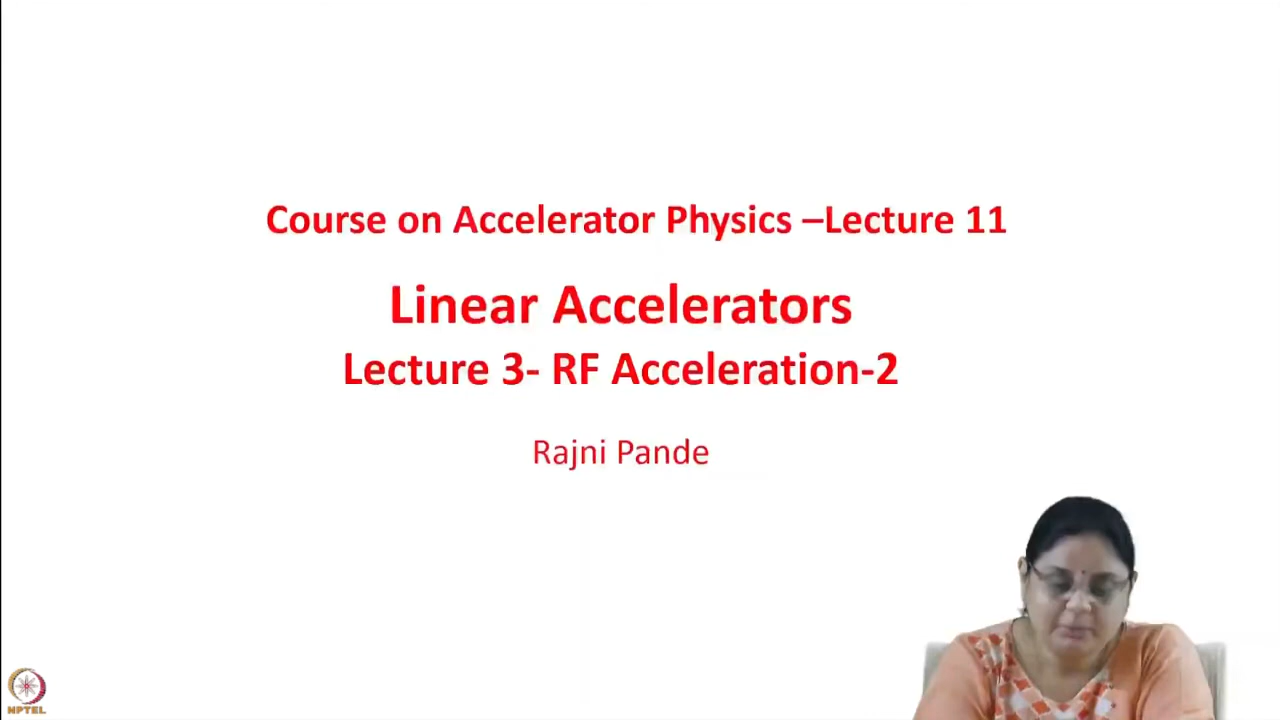 Course on Accelerator Physics –Lecture 11
Linear Accelerators
Lecture 3- RF Acceleration-2
Rajni Pande
NPTEL